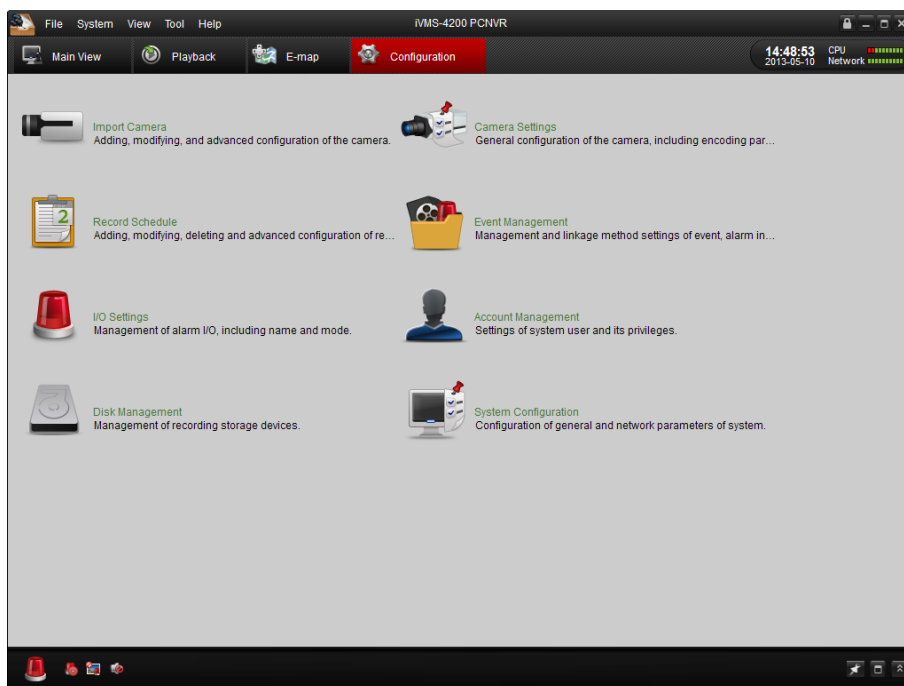 File System View Tool Help iVMS-4200 PCNVR
Main View Playback E-map Configuration 14:48:53 CPU
2013-05-10 Network
Import Camera
Adding, modifying, and advanced configuration of the camera.
Camera Settings
General configuration of the camera, including encoding par...
2
Record Schedule
Adding, modifying, deleting and advanced configuration of re...
Event Management
Management and linkage method settings of event, alarm in...
I/O Settings
Management of alarm I/O, including name and mode.
Account Management
Settings of system user and its privileges.
Disk Management
Management of recording storage devices.
System Configuration
Configuration of general and network parameters of system.